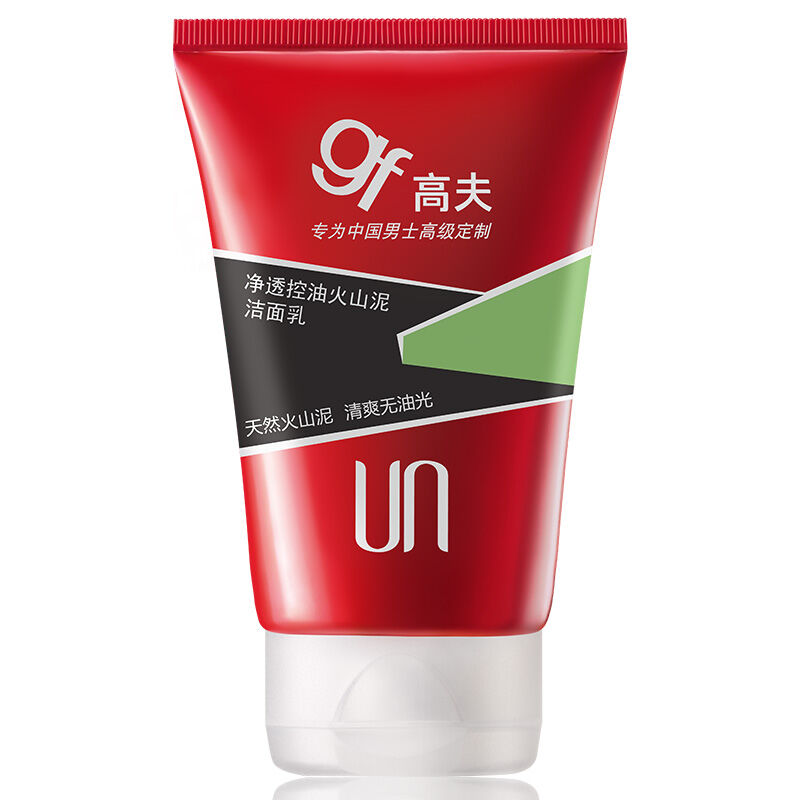 gf 高夫
专为中国男士高级定制
净透控油火山泥
洁面乳
天然火山泥 清爽无油光
un